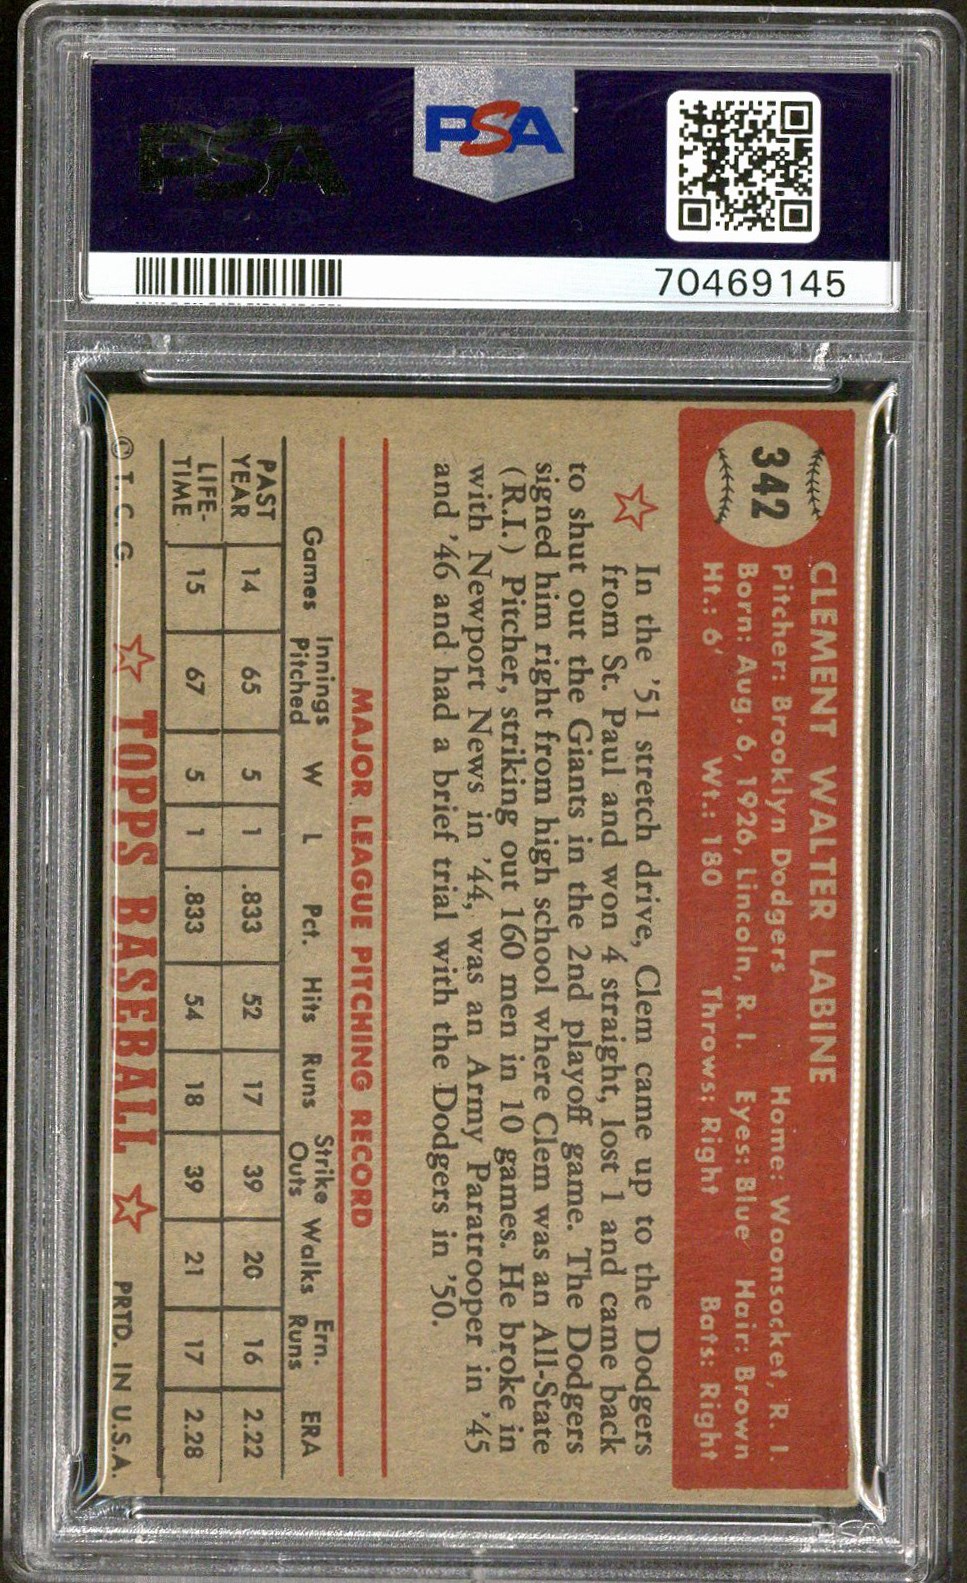 PSA
PSA
70469145
342
CLEMENT WALTER LABINE
Pitcher: Brooklyn Dodgers Home: Woonsocket, R. I.
Born: Aug. 6, 1926, Lincoln, R. I. Eyes: Blue Hair: Brown
Ht.: 6' Wt.: 180 Throws: Right Bats: Right
In the '51 stretch drive, Clem came up to the Dodgers
from St. Paul and won 4 straight, lost 1 and came back
to shut out the Giants in the 2nd playoff game. The Dodgers
signed him right from high school where Clem was an All-State
(R.I.) Pitcher, striking out 160 men in 10 games. He broke in
with Newport News in '44, was an Army Paratrooper in '45
and '46 and had a brief trial with the Dodgers in '50.
MAJOR LEAGUE PITCHING RECORD
Games Innings Pitched W L Pct. Hits Runs Strike Outs Walks Ern. Runs ERA
PAST YEAR 14 65 5 1 .833 52 17 39 20 16 2.22
LIFE-TIME 15 67 5 1 .833 54 18 39 21 17 2.28
© T. C. G. TOPPS BASEBALL PRTD. IN U.S.A.
PSA